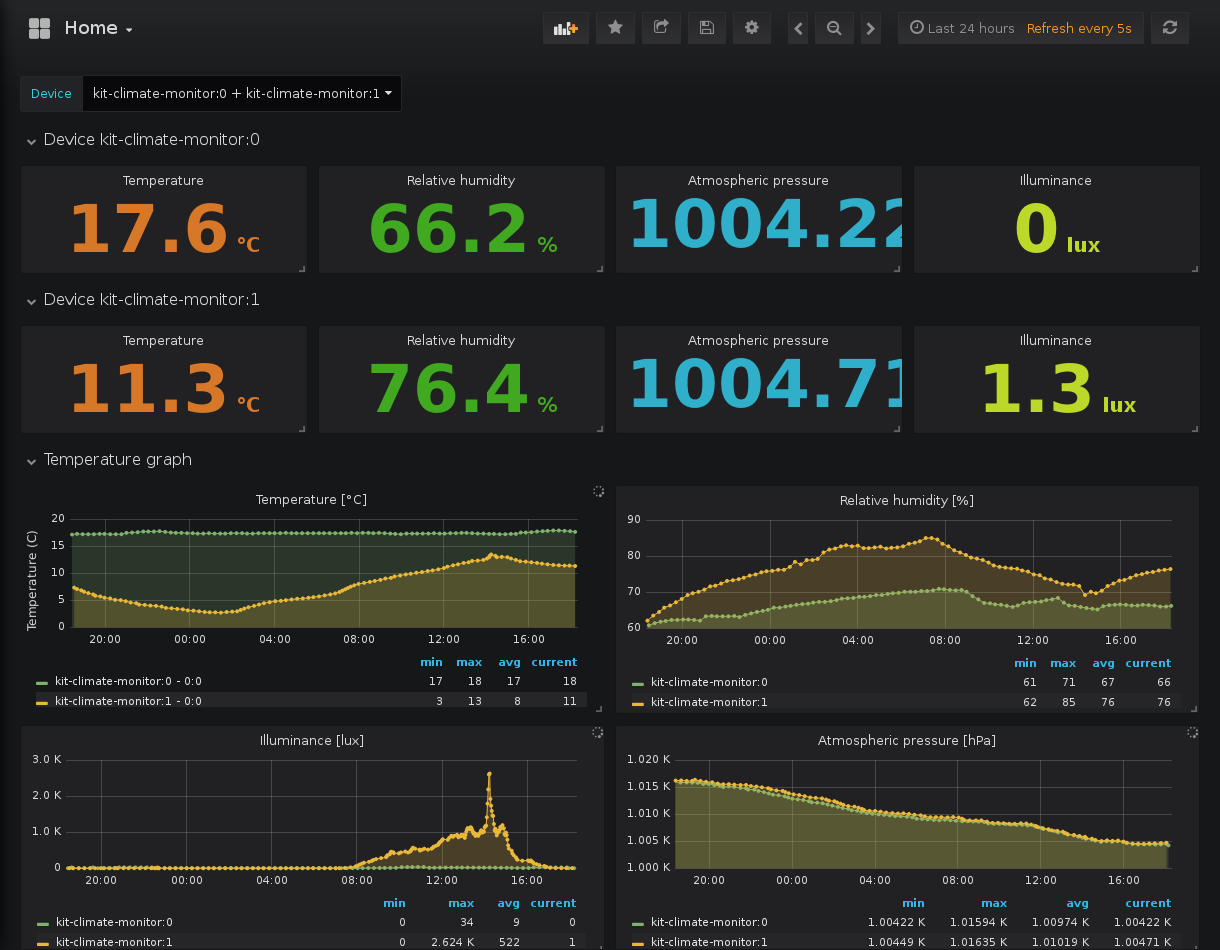 Home
Last 24 hours Refresh every 5s
Device kit-climate-monitor:0 + kit-climate-monitor:1
Device kit-climate-monitor:0
Temperature Relative humidity Atmospheric pressure Illuminance
17.6 °C 66.2 % 1004.22 0 lux
Device kit-climate-monitor:1
Temperature Relative humidity Atmospheric pressure Illuminance
11.3 °C 76.4 % 1004.71 1.3 lux
Temperature graph
Temperature [°C]
Temperature (C)
20
15
10
5
0
20:00 00:00 04:00 08:00 12:00 16:00
min max avg current
kit-climate-monitor:0 - 0:0 17 18 17 18
kit-climate-monitor:1 - 0:0 3 13 8 11
Relative humidity [%]
90
80
70
60
20:00 00:00 04:00 08:00 12:00 16:00
min max avg current
kit-climate-monitor:0 61 71 67 66
kit-climate-monitor:1 62 85 76 76
Illuminance [lux]
3.0 K
2.0 K
1.0 K
0
20:00 00:00 04:00 08:00 12:00 16:00
min max avg current
kit-climate-monitor:0 0 34 9 0
kit-climate-monitor:1 0 2.624 K 522 1
Atmospheric pressure [hPa]
1.020 K
1.015 K
1.010 K
1.005 K
1.000 K
20:00 00:00 04:00 08:00 12:00 16:00
min max avg current
kit-climate-monitor:0 1.00422 K 1.01594 K 1.00974 K 1.00422 K
kit-climate-monitor:1 1.00449 K 1.01635 K 1.01019 K 1.00471 K